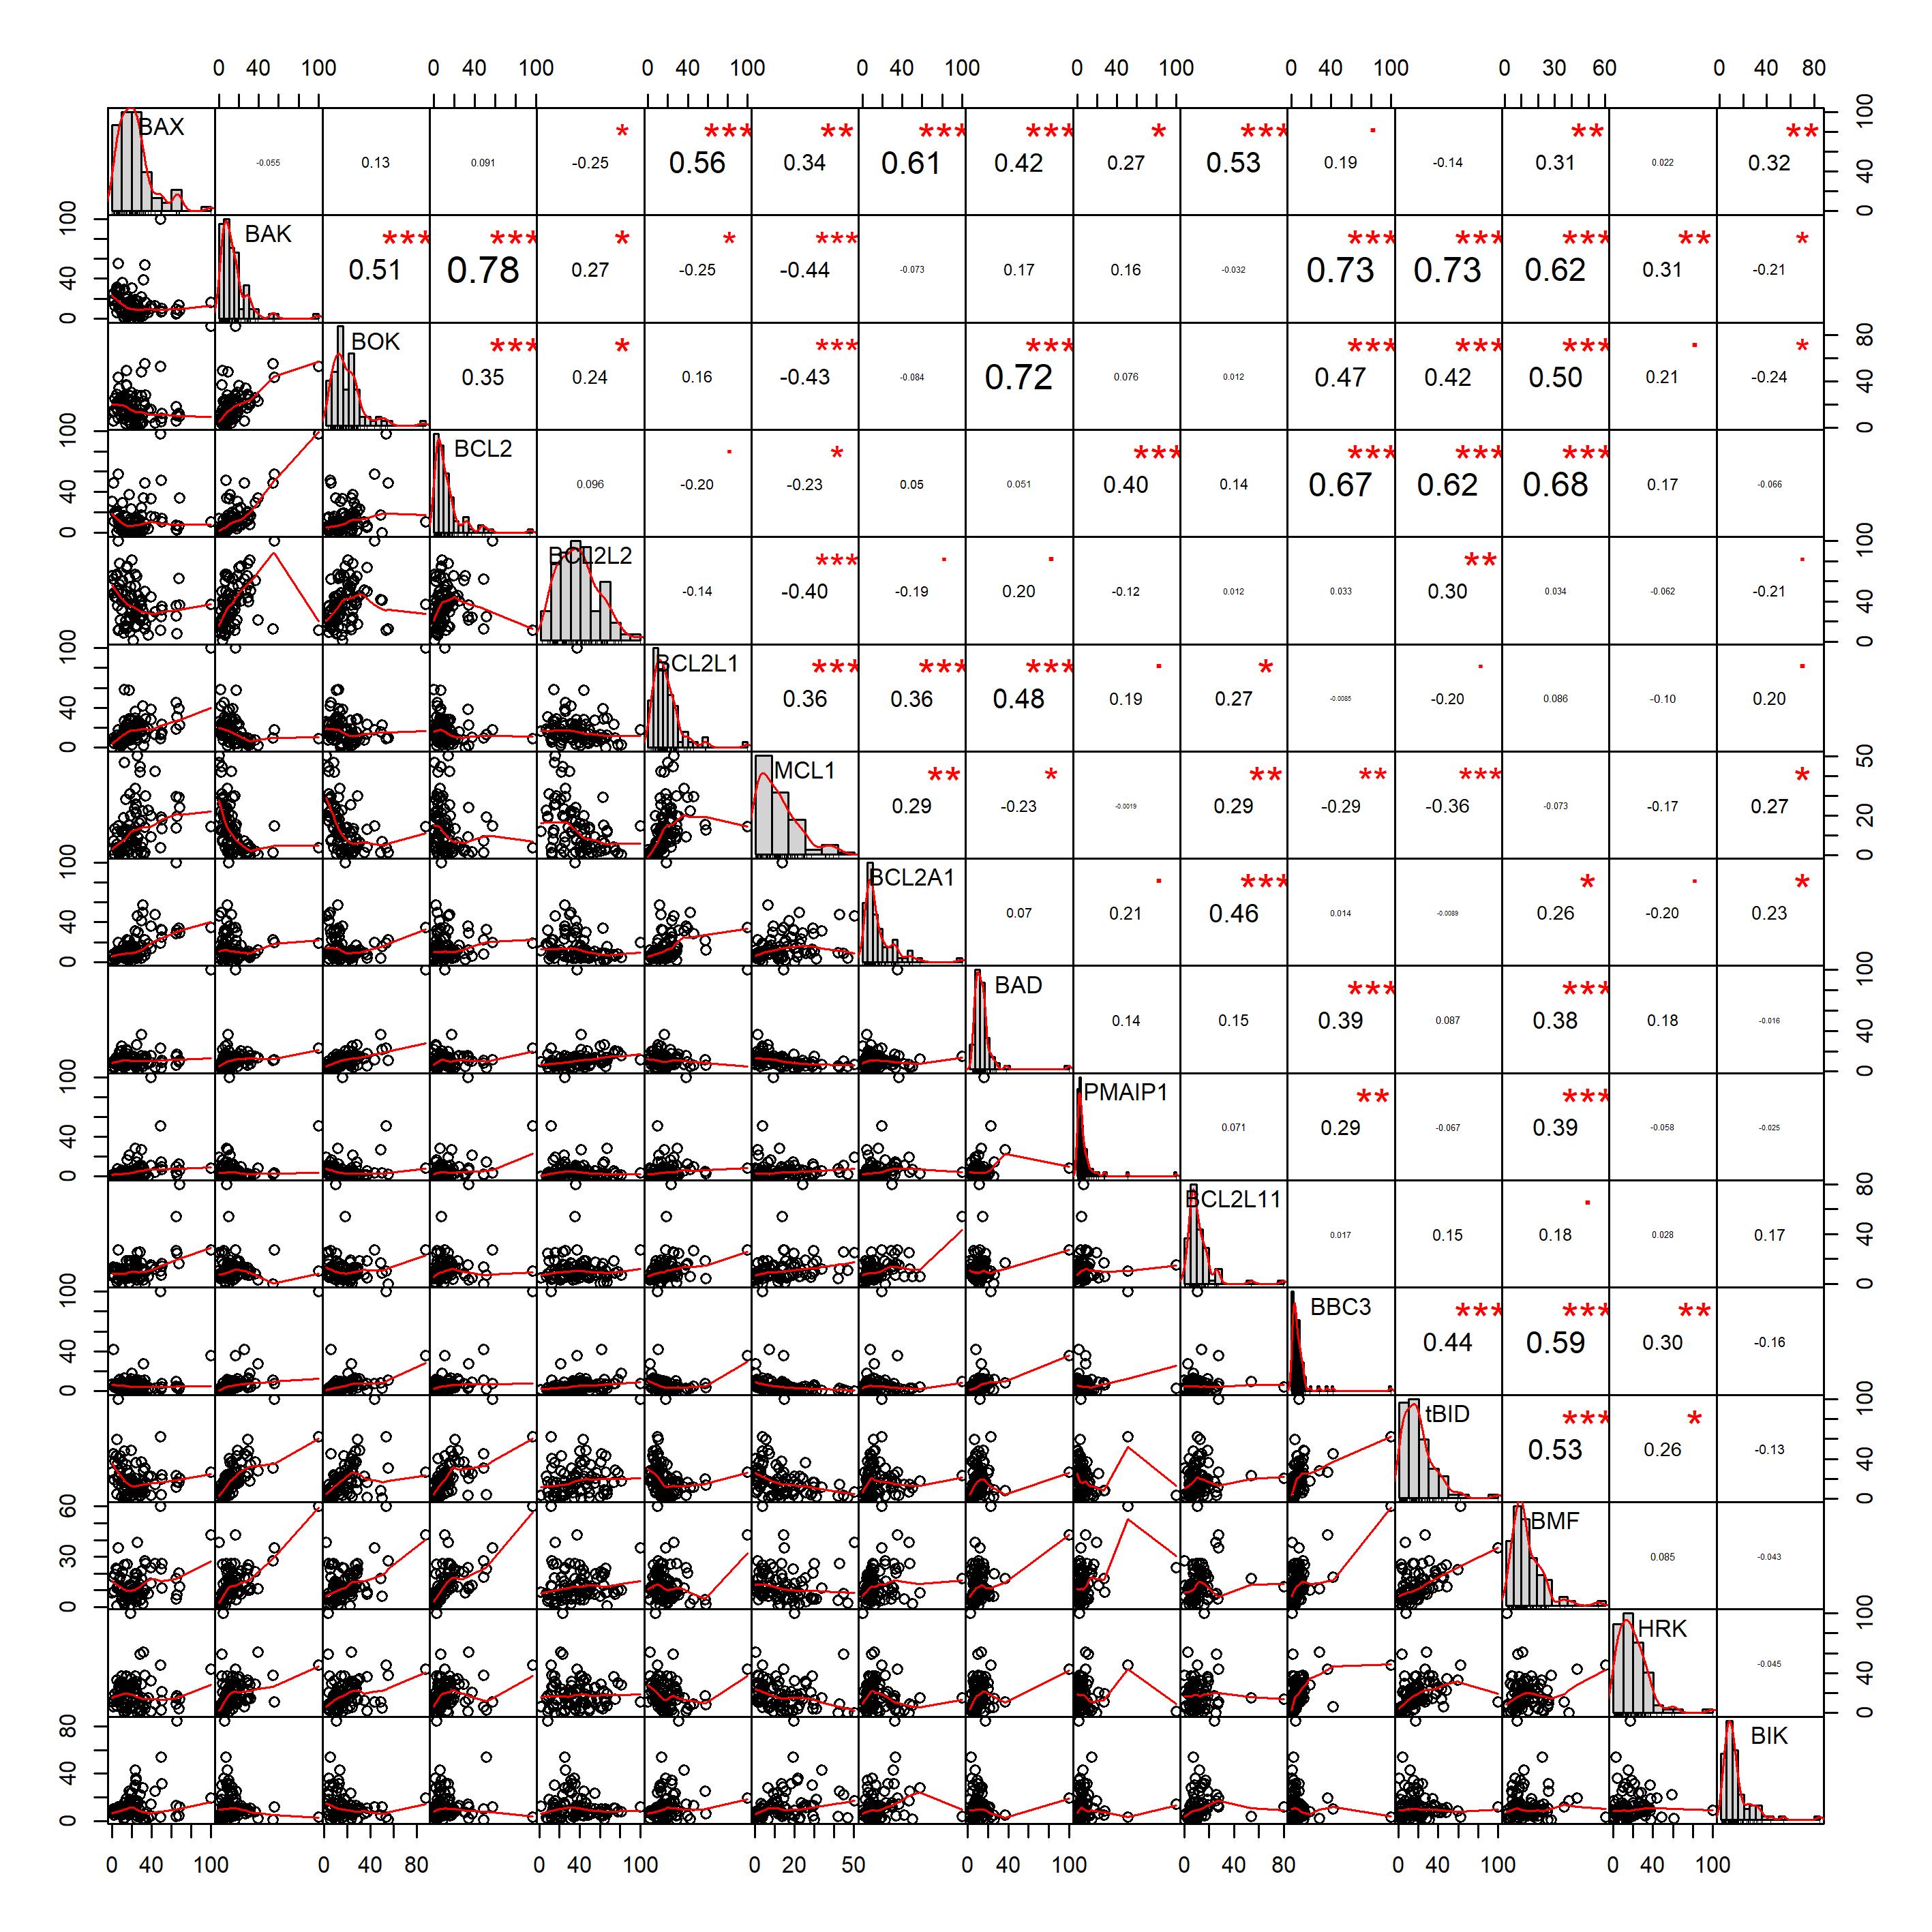 0 40 100 0 40 100 0 40 100 0 40 100 0 40 100 0 40 100 0 30 60 0 40 80
BAX * *** ** *** *** * *** . ** **
-0.055 0.13 0.091 -0.25 0.56 0.34 0.61 0.42 0.27 0.53 0.19 -0.14 0.31 0.022 0.32
0 40 100
0 40 100
BAK *** *** * * *** *** *** *** ** *
0.51 0.78 0.27 -0.25 -0.44 -0.073 0.17 0.16 -0.032 0.73 0.73 0.62 0.31 -0.21
BOK *** * *** *** *** *** *** . *
0.35 0.24 0.16 -0.43 -0.084 0.72 0.076 0.012 0.47 0.42 0.50 0.21 -0.24
0 40 80
0 40 100
BCL2 . * *** *** *** ***
0.096 -0.20 -0.23 0.05 0.051 0.40 0.14 0.67 0.62 0.68 0.17 -0.066
BCL2L2 *** . . ** .
-0.14 -0.40 -0.19 0.20 -0.12 0.012 0.033 0.30 0.034 -0.062 -0.21
0 40 100
0 40 100
BCL2L1 *** *** *** . * . .
0.36 0.36 0.48 0.19 0.27 -0.0085 -0.20 0.086 -0.10 0.20
MCL1 ** * ** ** *** *
0.29 -0.23 -0.0019 0.29 -0.29 -0.36 -0.073 -0.17 0.27
0 20 50
0 40 100
BCL2A1 . *** * . *
0.07 0.21 0.46 0.014 -0.0089 0.26 -0.20 0.23
BAD *** ***
0.14 0.15 0.39 0.087 0.38 0.18 -0.016
0 40 100
0 40 100
PMAIP1 ** ***
0.071 0.29 -0.067 0.39 -0.058 -0.025
BCL2L11 .
0.017 0.15 0.18 0.028 0.17
0 40 80
0 40 100
BBC3 *** *** **
0.44 0.59 0.30 -0.16
tBID *** *
0.53 0.26 -0.13
0 40 100
0 30 60
BMF
0.085 -0.043
HRK
-0.045
0 40 100
0 40 80
BIK
0 40 100 0 40 80 0 40 100 0 20 50 0 40 100 0 40 80 0 40 100 0 40 100